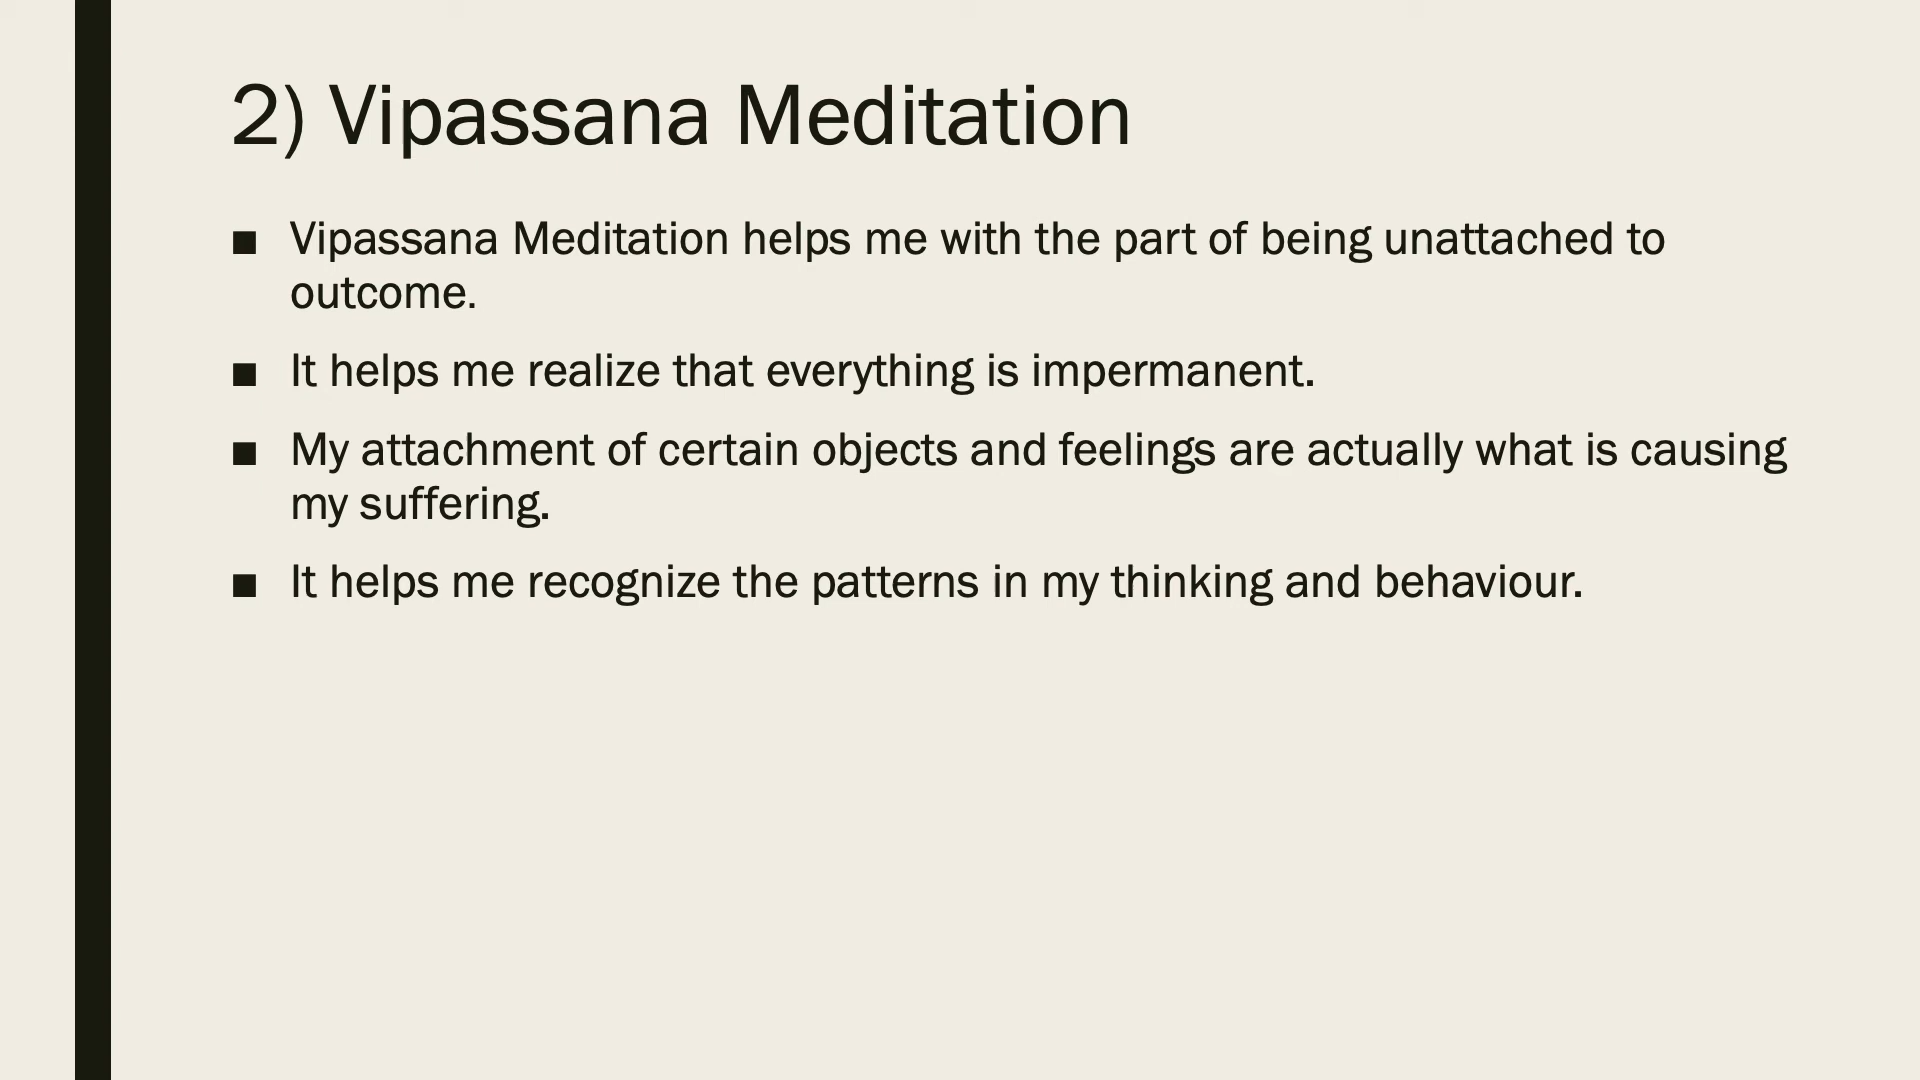 2) Vipassana Meditation
■ Vipassana Meditation helps me with the part of being unattached to
outcome.
■ It helps me realize that everything is impermanent.
■ My attachment of certain objects and feelings are actually what is causing
my suffering.
■ It helps me recognize the patterns in my thinking and behaviour.